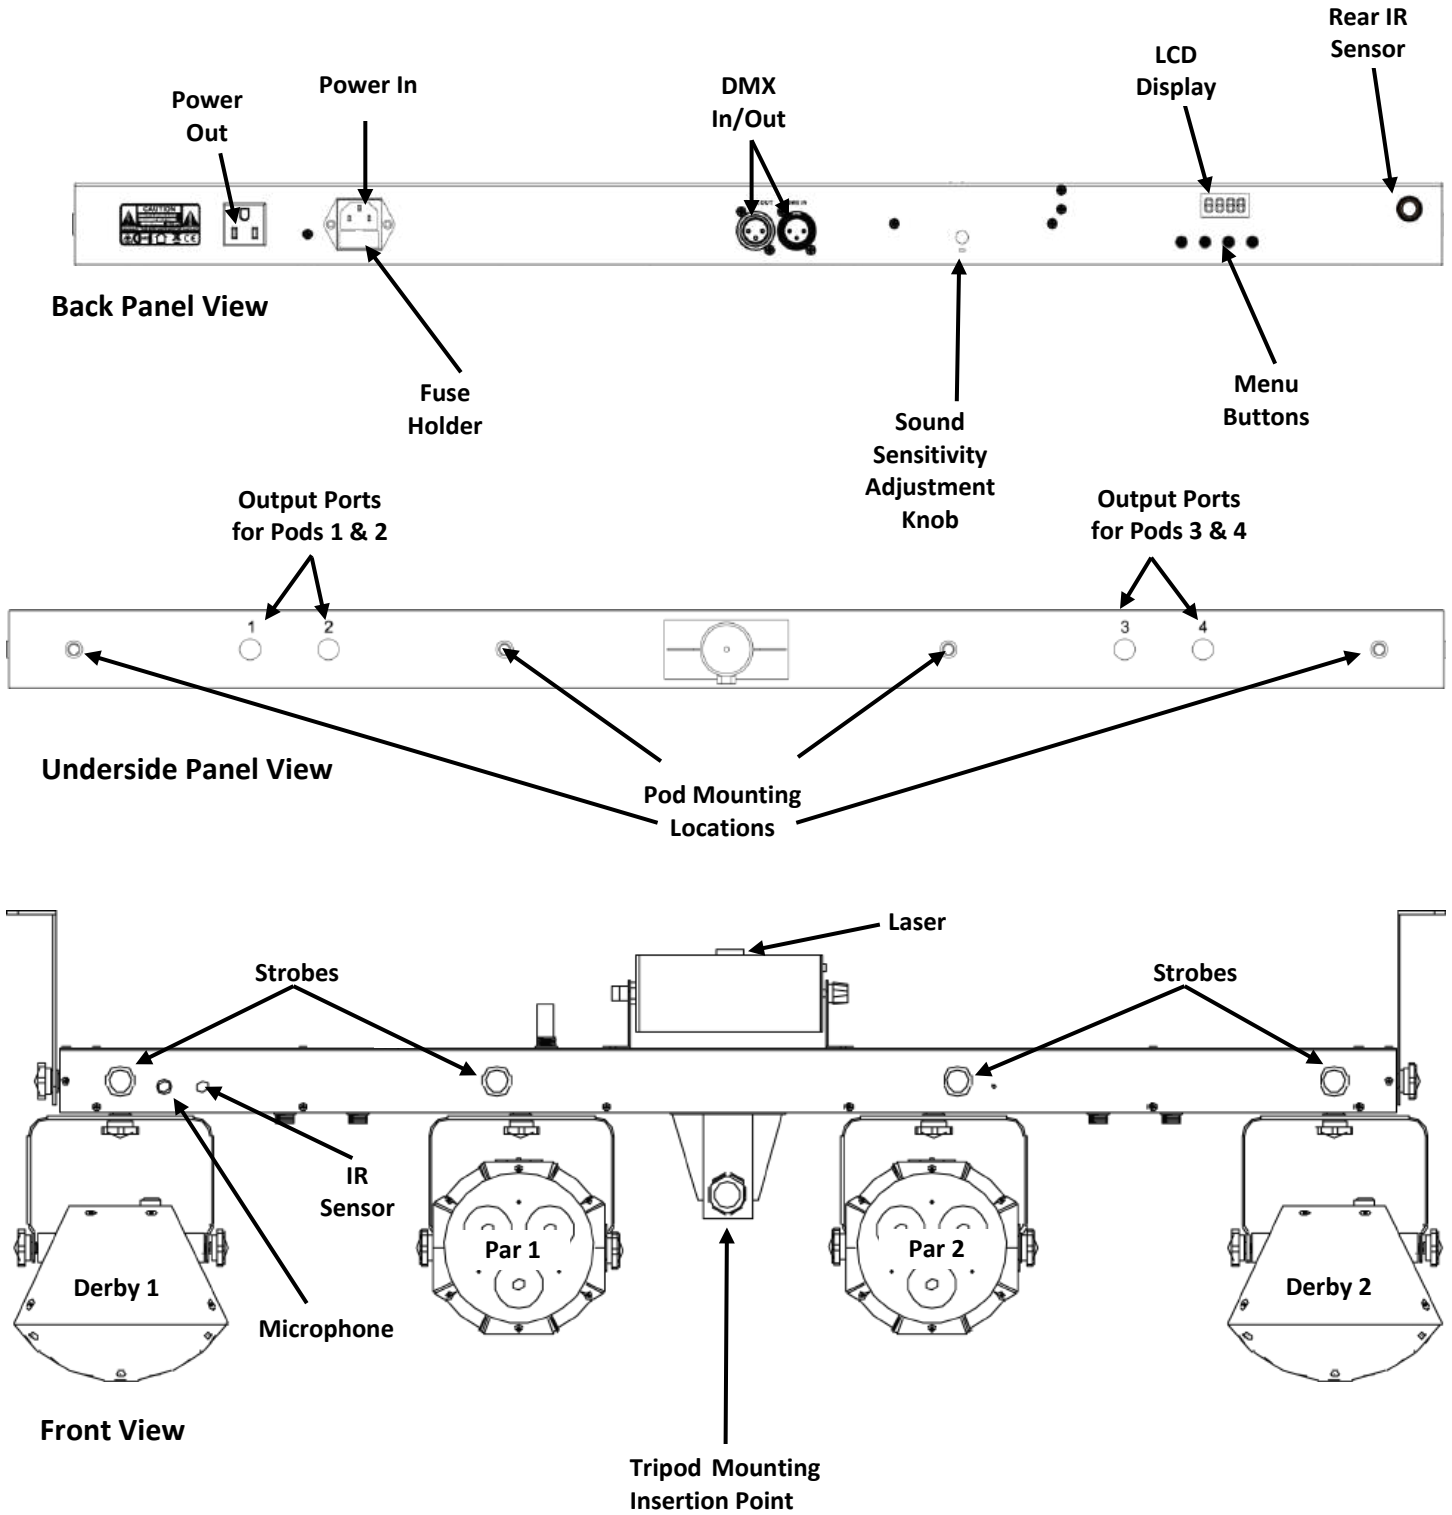 Rear IR
Sensor
LCD
Display
DMX
In/Out
Power In
Power
Out
CAUTION
OUT
IN
Back Panel View
Fuse
Holder
Sound
Sensitivity
Adjustment
Knob
Menu
Buttons
Output Ports
for Pods 1 & 2
Output Ports
for Pods 3 & 4
1
2
3
4
Underside Panel View
Pod Mounting
Locations
Laser
Strobes
Strobes
IR
Sensor
Par 1
Par 2
Derby 1
Derby 2
Microphone
Front View
Tripod Mounting
Insertion Point